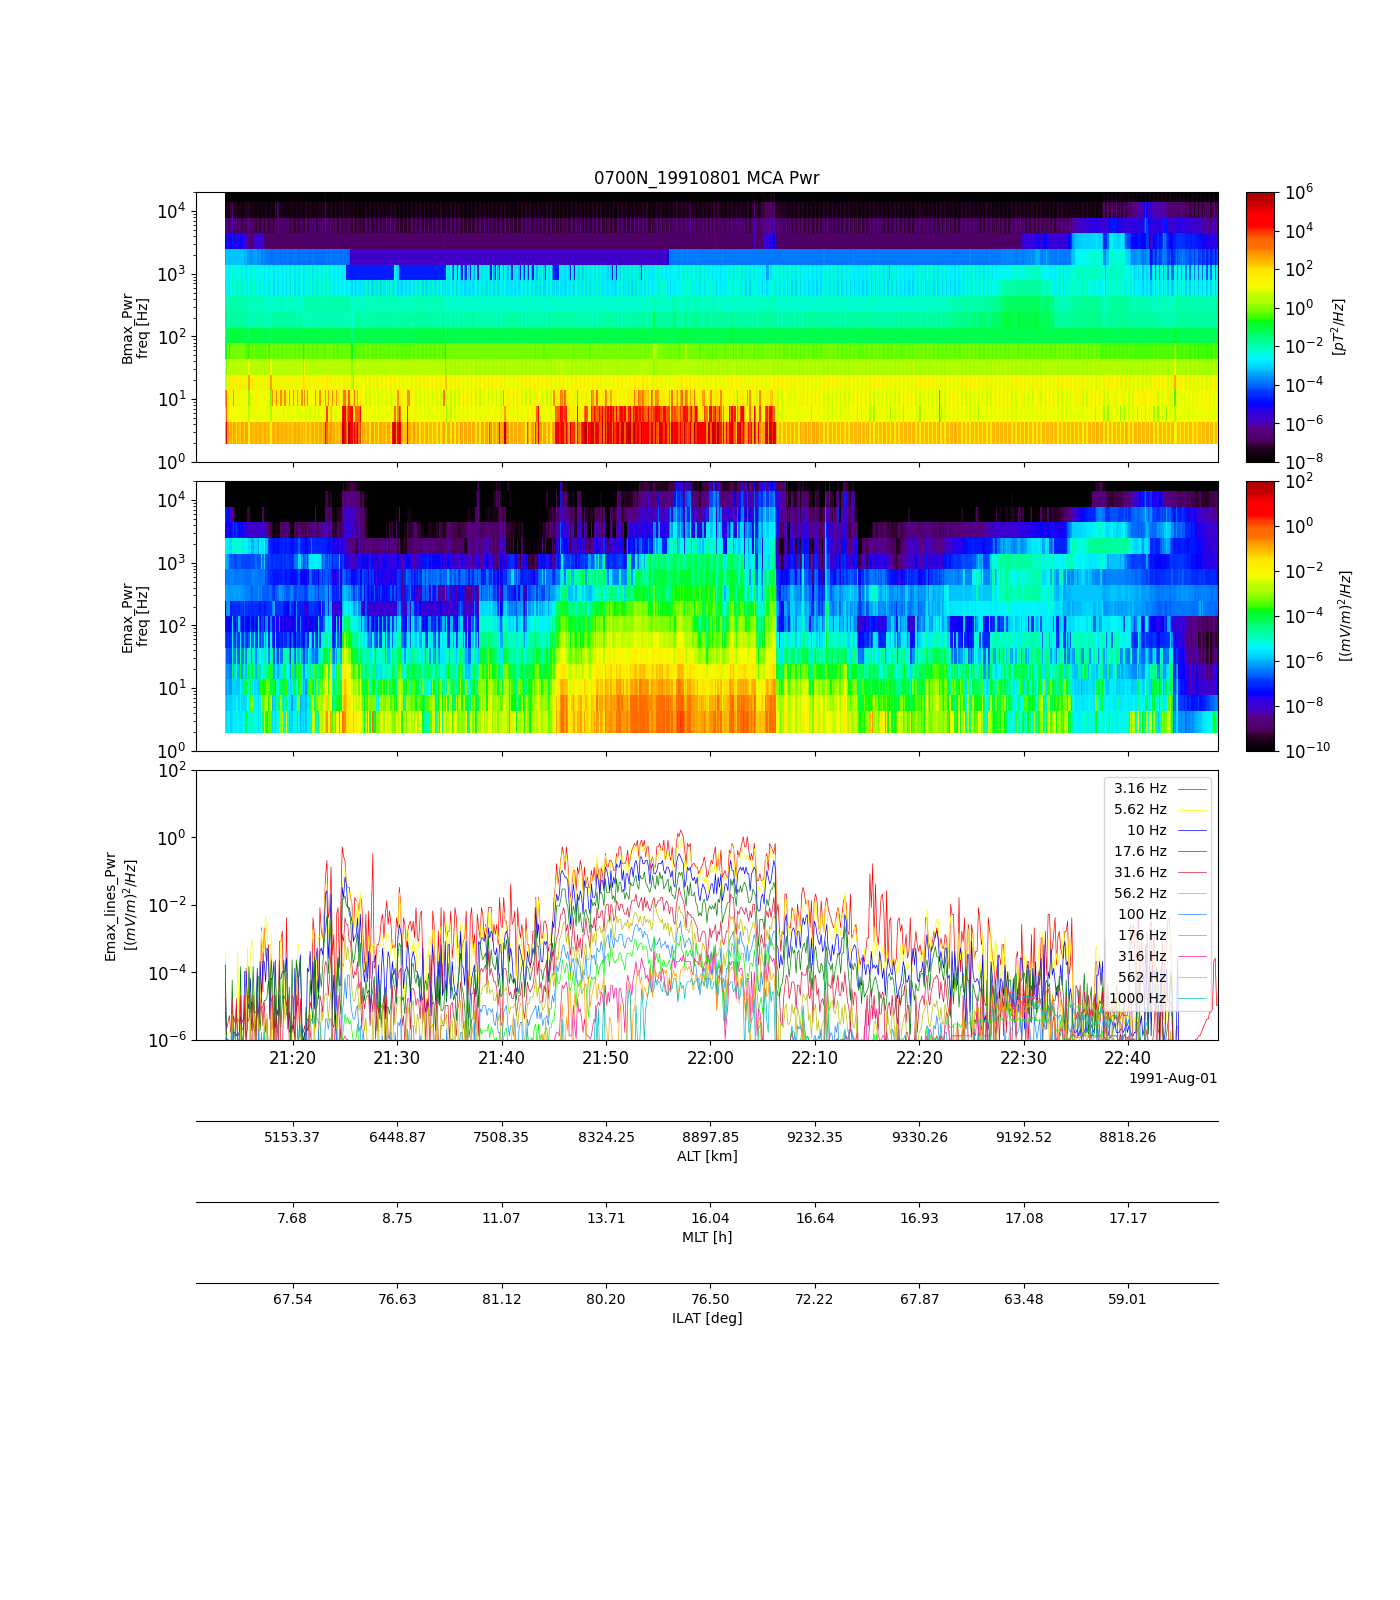 0700N_19910801 MCA Pwr
10^4
10^3
10^2
10^1
10^0
Bmax_Pwr
freq [Hz]
10^6
10^4
10^2
10^0
10^-2
10^-4
10^-6
10^-8
[pT^2/Hz]
10^4
10^3
10^2
10^1
10^0
Emax_Pwr
freq [Hz]
10^2
10^0
10^-2
10^-4
10^-6
10^-8
10^-10
[(mV/m)^2/Hz]
10^2
10^0
10^-2
10^-4
10^-6
Emax_lines_Pwr
[(mV/m)^2/Hz]
3.16 Hz
5.62 Hz
10 Hz
17.6 Hz
31.6 Hz
56.2 Hz
100 Hz
176 Hz
316 Hz
562 Hz
1000 Hz
21:20 21:30 21:40 21:50 22:00 22:10 22:20 22:30 22:40
1991-Aug-01
5153.37 6448.87 7508.35 8324.25 8897.85 9232.35 9330.26 9192.52 8818.26
ALT [km]
7.68 8.75 11.07 13.71 16.04 16.64 16.93 17.08 17.17
MLT [h]
67.54 76.63 81.12 80.20 76.50 72.22 67.87 63.48 59.01
ILAT [deg]